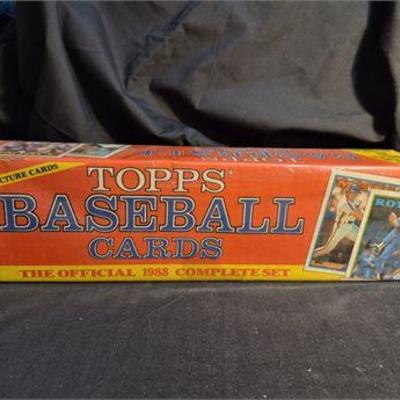 CTURE CARDS
TOPPS
BASEBALL
CARDS
THE OFFICIAL 1988 COMPLETE SET
ROY